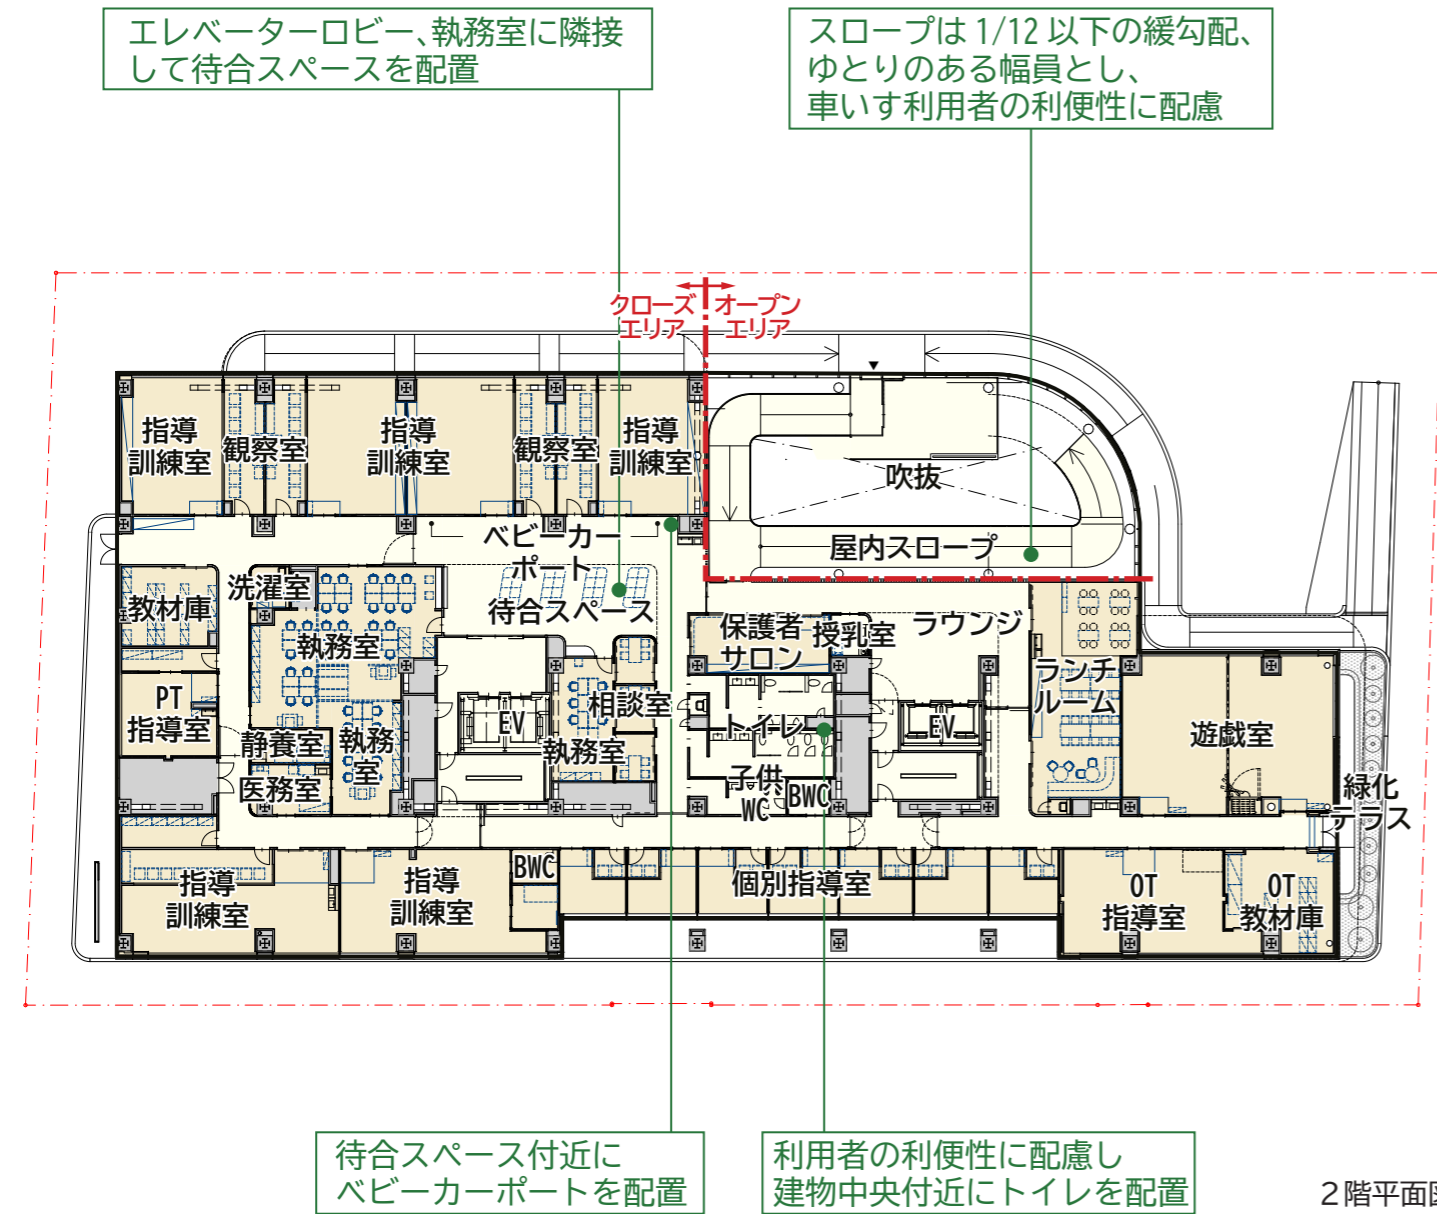 エレベーターロビー、執務室に隣接
して待合スペースを配置
スロープは 1/12 以下の緩勾配、
ゆとりのある幅員とし、
車いす利用者の利便性に配慮
クローズ
エリア
オープン
エリア
指導
訓練室
観察室
指導
訓練室
観察室
指導
訓練室
吹抜
屋内スロープ
ベビーカー
ポート
待合スペース
洗濯室
教材庫
執務室
保護者
サロン
授乳室
ラウンジ
ランチ
ルーム
PT
指導室
静養室
執務
室
医務室
EV
執務室
相談室
トイレ
子供
WC
BWC
EV
遊戯室
緑化
テラス
指導
訓練室
指導
訓練室
BWC
個別指導室
OT
指導室
OT
教材庫
待合スペース付近に
ベビーカーポートを配置
利用者の利便性に配慮し
建物中央付近にトイレを配置
２階平面図